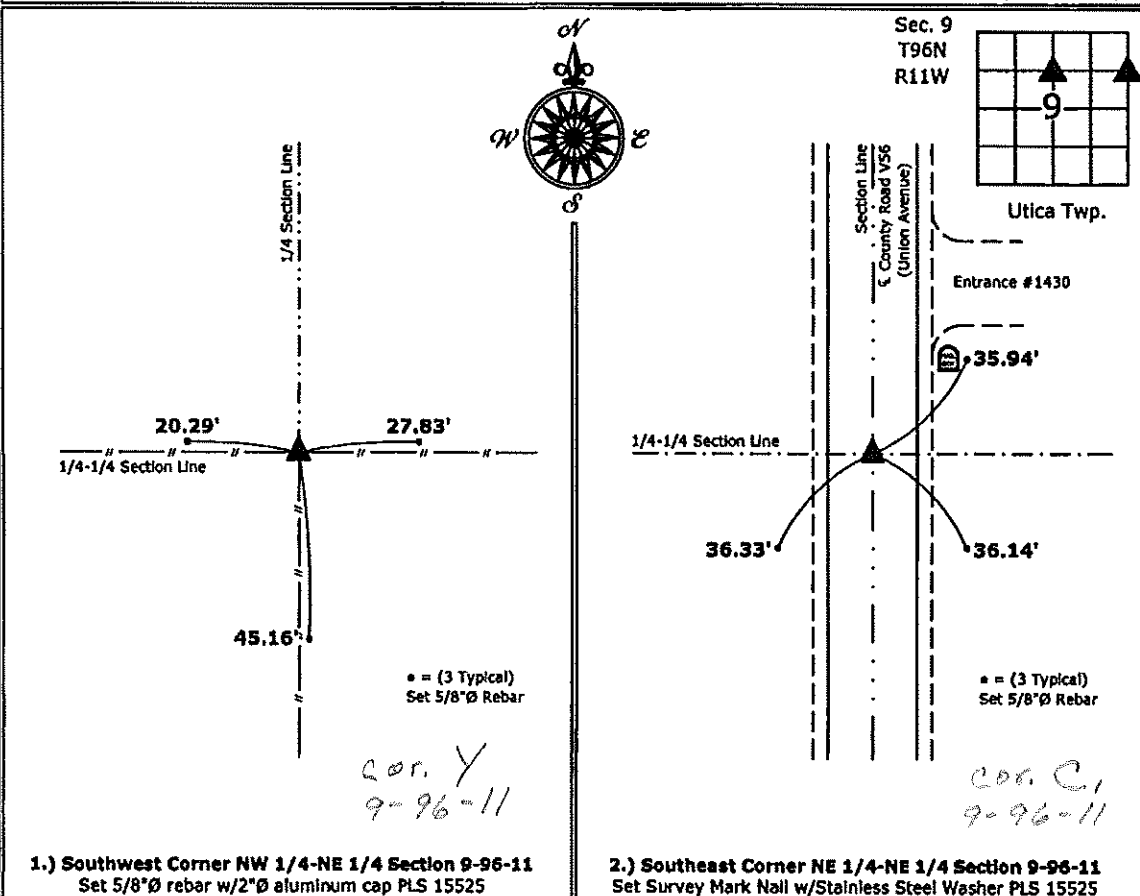 N
W
E
S
Sec. 9
T96N
R11W
9
Utica Twp.
1/4 Section Line
20.29'
27.83'
1/4-1/4 Section Line
45.16'
• = (3 Typical)
Set 5/8"Ø Rebar
cor. Y
9-96-11
1.) Southwest Corner NW 1/4-NE 1/4 Section 9-96-11
Set 5/8"Ø rebar w/2"Ø aluminum cap PLS 15525
Section Line
℄ County Road V56
(Union Avenue)
Entrance #1430
35.94'
1/4-1/4 Section Line
36.33'
36.14'
• = (3 Typical)
Set 5/8"Ø Rebar
cor. C,
9-96-11
2.) Southeast Corner NE 1/4-NE 1/4 Section 9-96-11
Set Survey Mark Nail w/Stainless Steel Washer PLS 15525